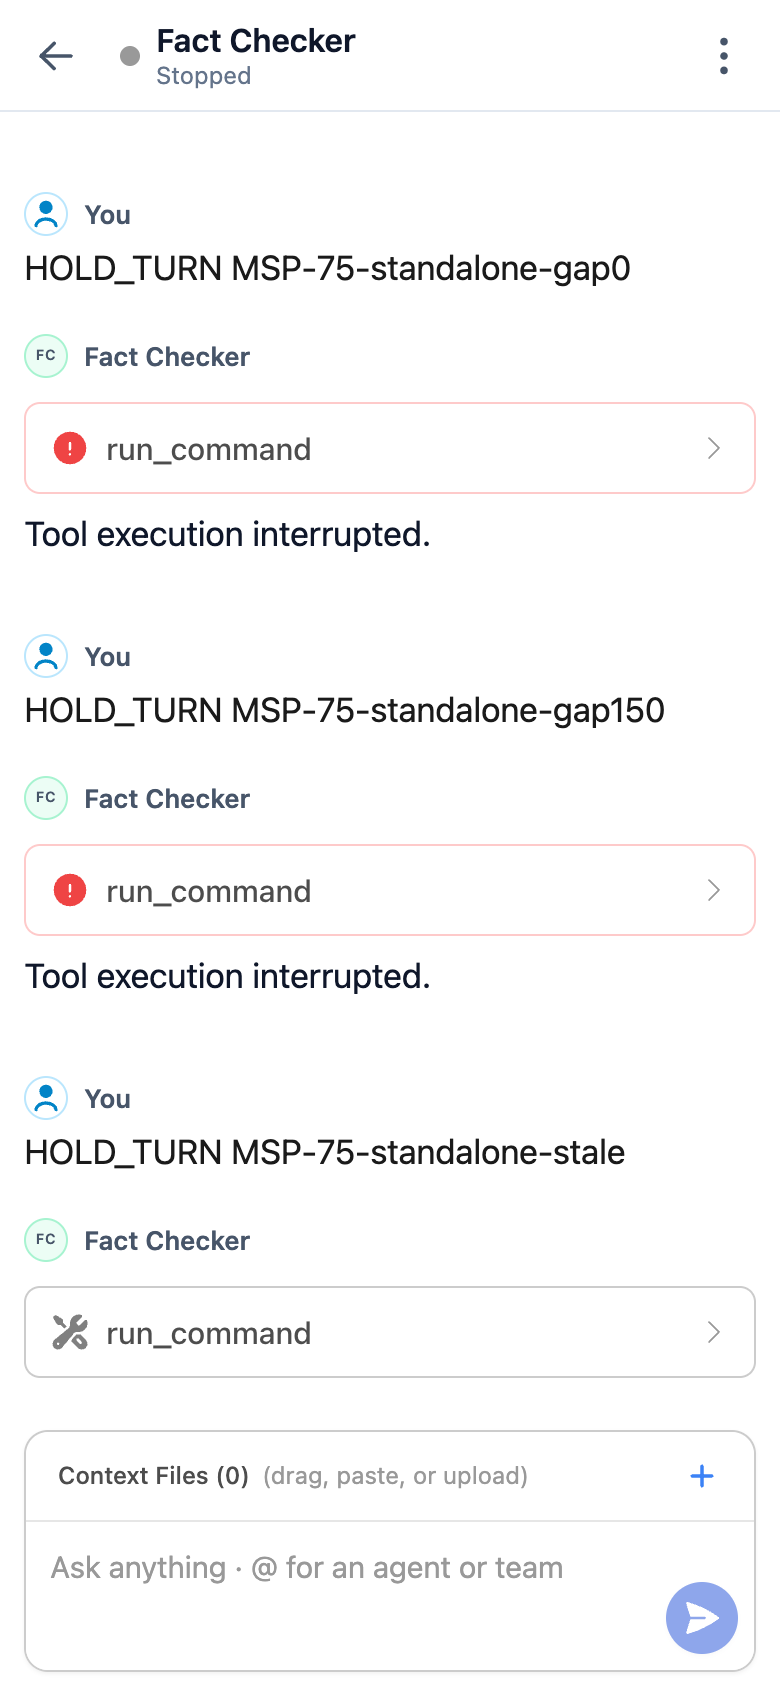 Fact Checker
Stopped
You
HOLD_TURN MSP-75-standalone-gap0
FC
Fact Checker
run_command
Tool execution interrupted.
You
HOLD_TURN MSP-75-standalone-gap150
FC
Fact Checker
run_command
Tool execution interrupted.
You
HOLD_TURN MSP-75-standalone-stale
FC
Fact Checker
run_command
Context Files (0) (drag, paste, or upload)
Ask anything · @ for an agent or team